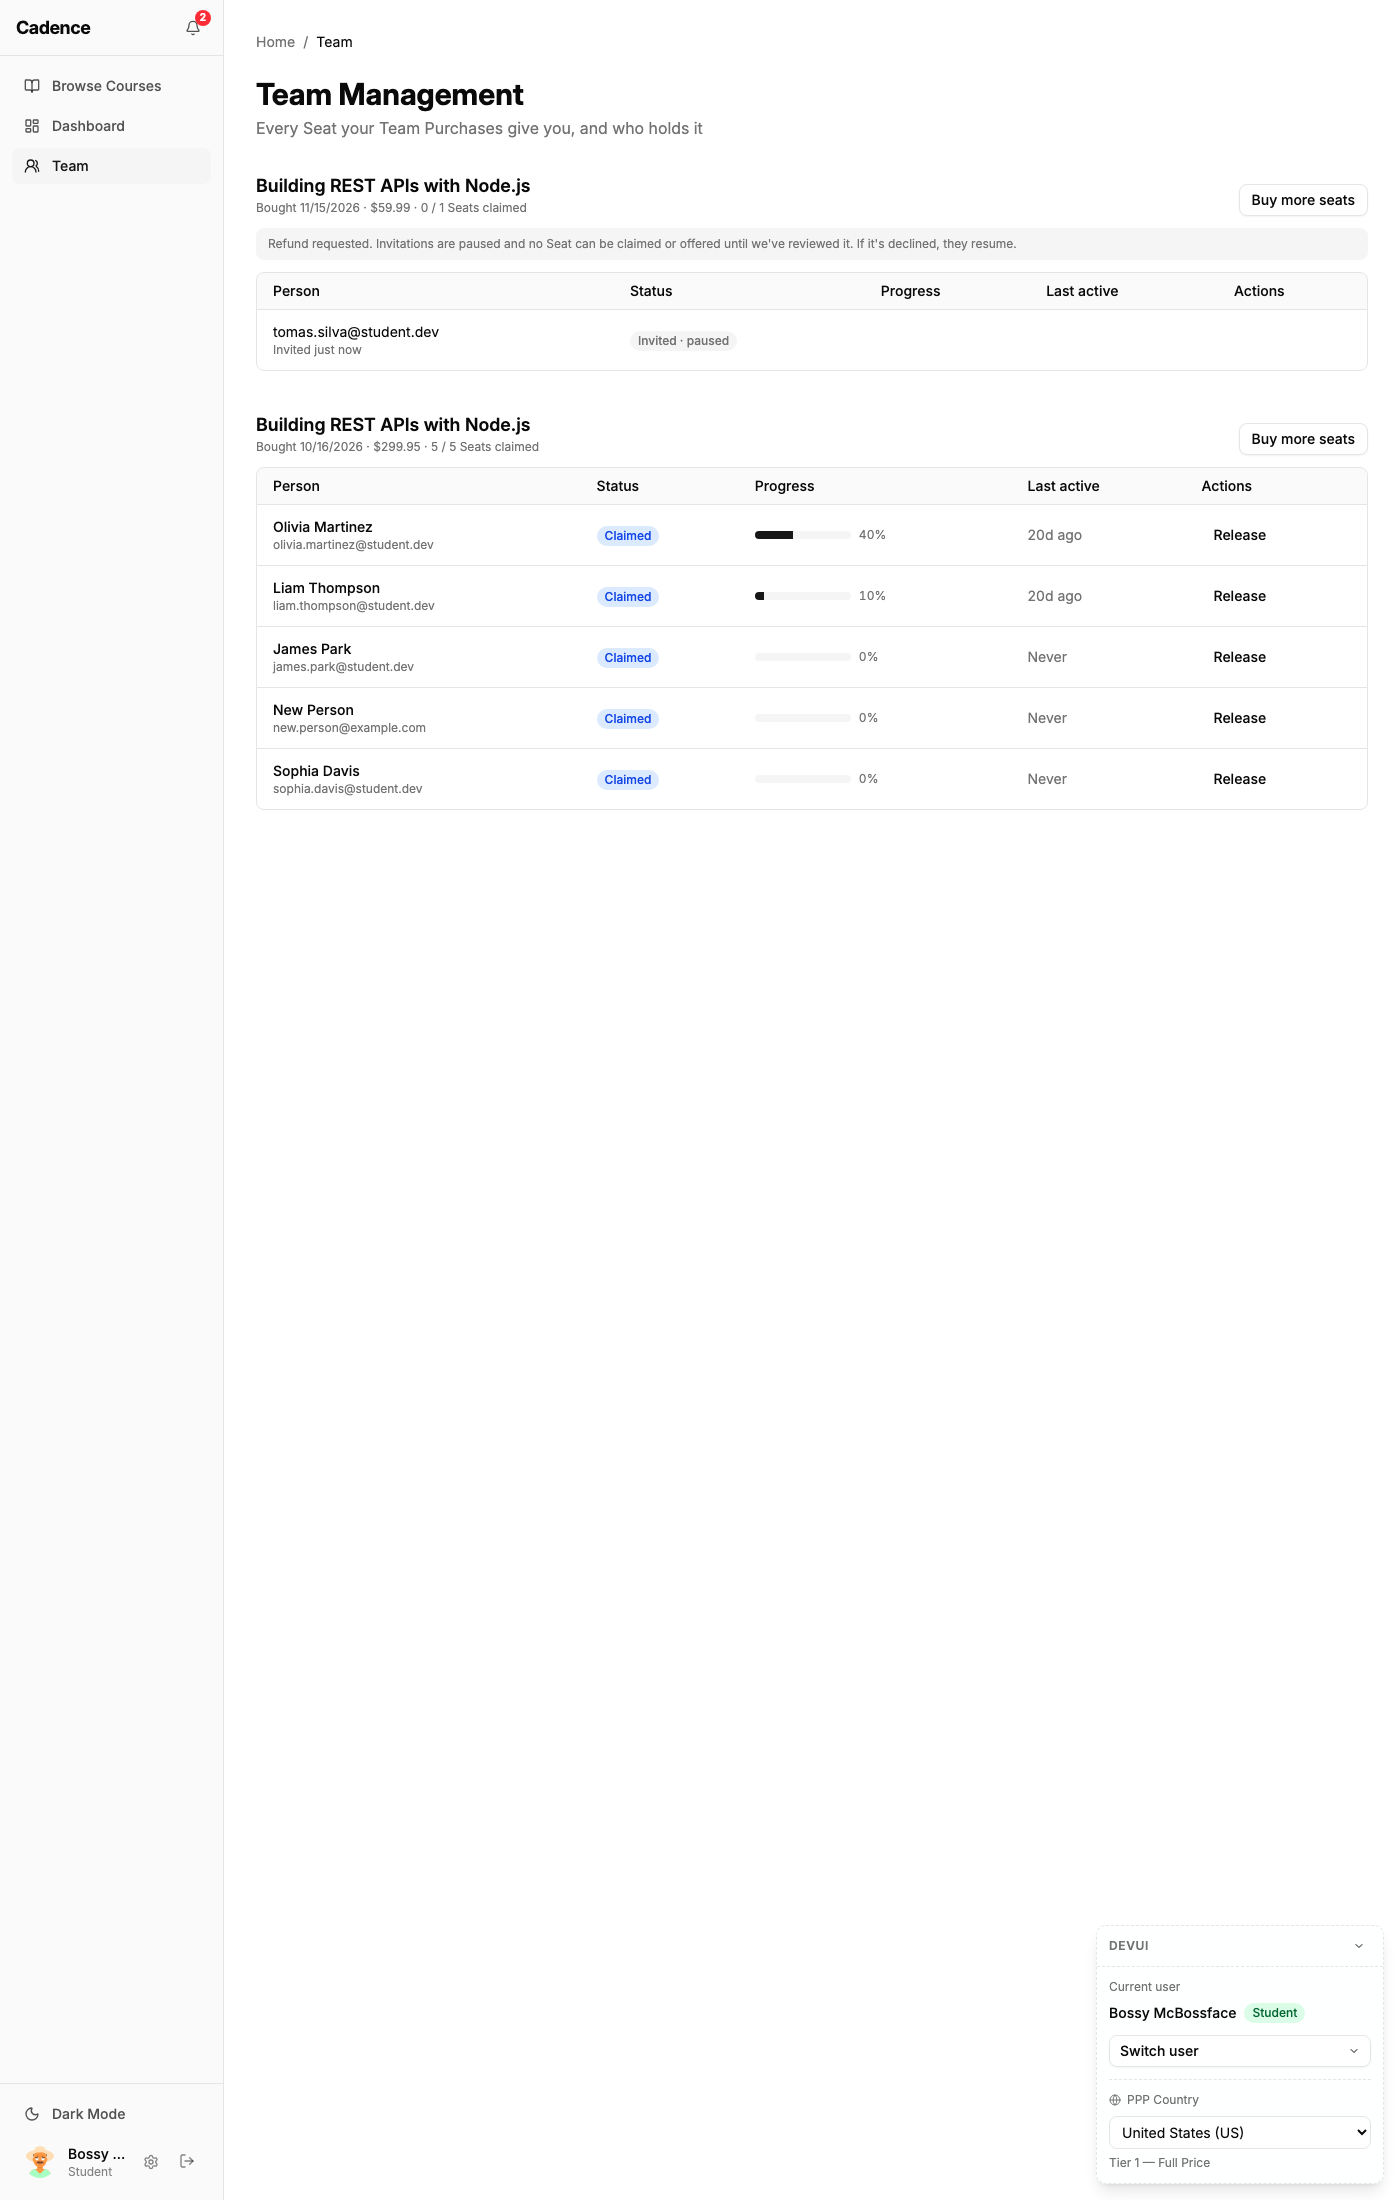 Cadence
2
Browse Courses
Dashboard
Team
Home / Team
Team Management
Every Seat your Team Purchases give you, and who holds it
Building REST APIs with Node.js
Bought 11/15/2026 · $59.99 · 0 / 1 Seats claimed
Buy more seats
Refund requested. Invitations are paused and no Seat can be claimed or offered until we've reviewed it. If it's declined, they resume.
Person Status Progress Last active Actions
tomas.silva@student.dev
Invited just now
Invited · paused
Building REST APIs with Node.js
Bought 10/16/2026 · $299.95 · 5 / 5 Seats claimed
Buy more seats
Person Status Progress Last active Actions
Olivia Martinez
olivia.martinez@student.dev
Claimed 40% 20d ago Release
Liam Thompson
liam.thompson@student.dev
Claimed 10% 20d ago Release
James Park
james.park@student.dev
Claimed 0% Never Release
New Person
new.person@example.com
Claimed 0% Never Release
Sophia Davis
sophia.davis@student.dev
Claimed 0% Never Release
Dark Mode
Bossy ...
Student
DEVUI
Current user
Bossy McBossface Student
Switch user
PPP Country
United States (US)
Tier 1 — Full Price